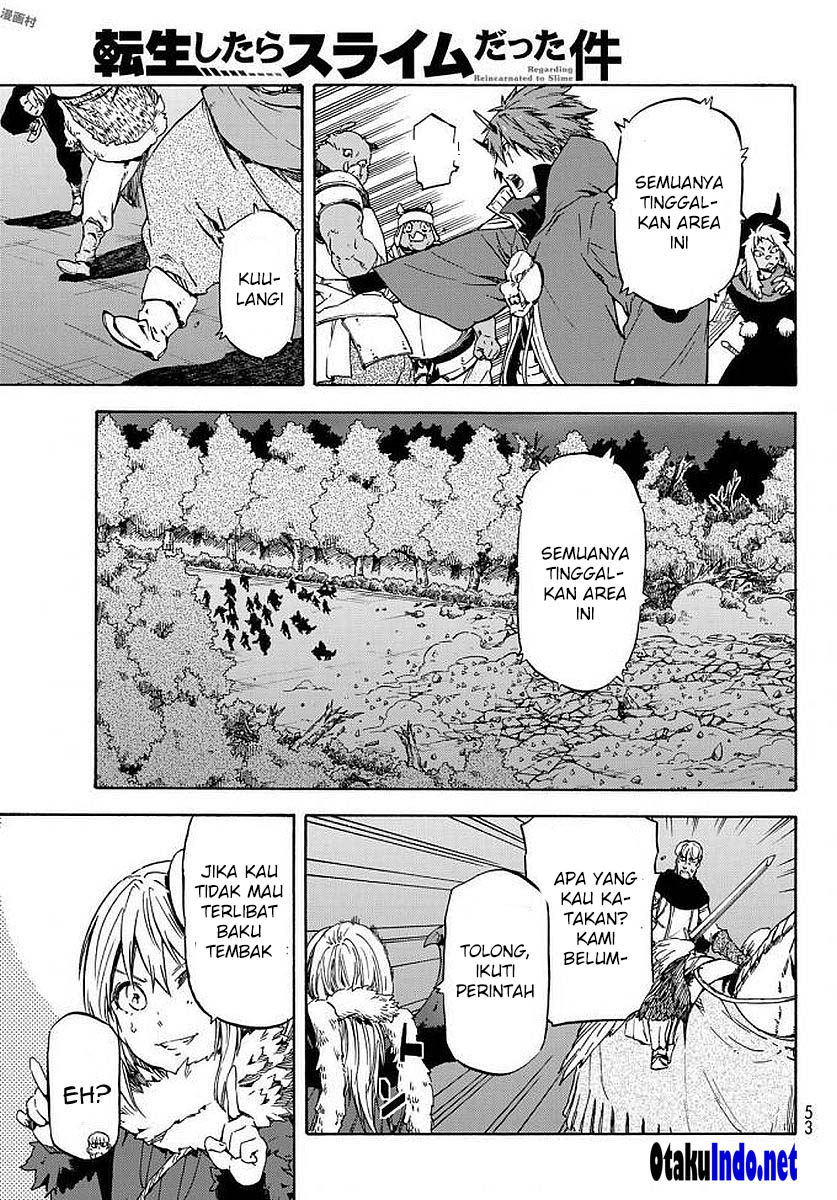 漫画村
転生したらスライムだった件
Regarding
Reincarnated to Slime
SEMUANYA
TINGGAL-
KAN AREA
INI
KUU-
LANGI
SEMUANYA
TINGGAL-
KAN AREA
INI
APA YANG
KAU KA-
TAKAN?
KAMI
BELUM-
TOLONG,
IKUTI
PERINTAH
JIKA KAU
TIDAK MAU
TERLIBAT
BAKU
TEMBAK
EH?
53
OtakuIndo.net